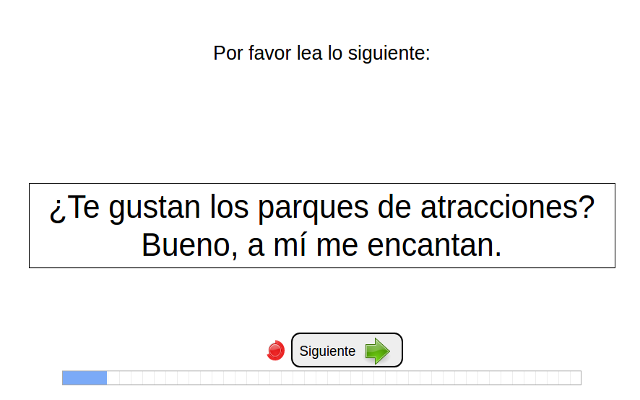 Por favor lea lo siguiente:
¿Te gustan los parques de atracciones?
Bueno, a mí me encantan.
Siguiente